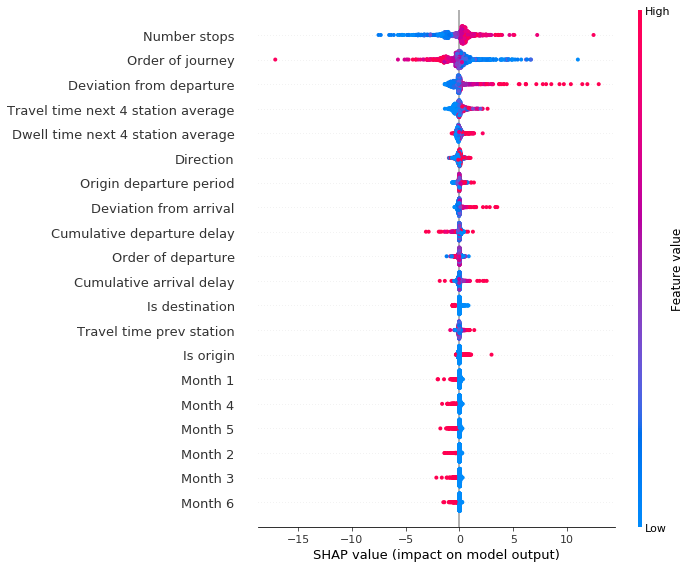 High
Number stops
Order of journey
Deviation from departure
Travel time next 4 station average
Dwell time next 4 station average
Direction
Origin departure period
Deviation from arrival
Cumulative departure delay
Order of departure
Cumulative arrival delay
Is destination
Travel time prev station
Is origin
Month 1
Month 4
Month 5
Month 2
Month 3
Month 6
Feature value
Low
−15 −10 −5 0 5 10
SHAP value (impact on model output)